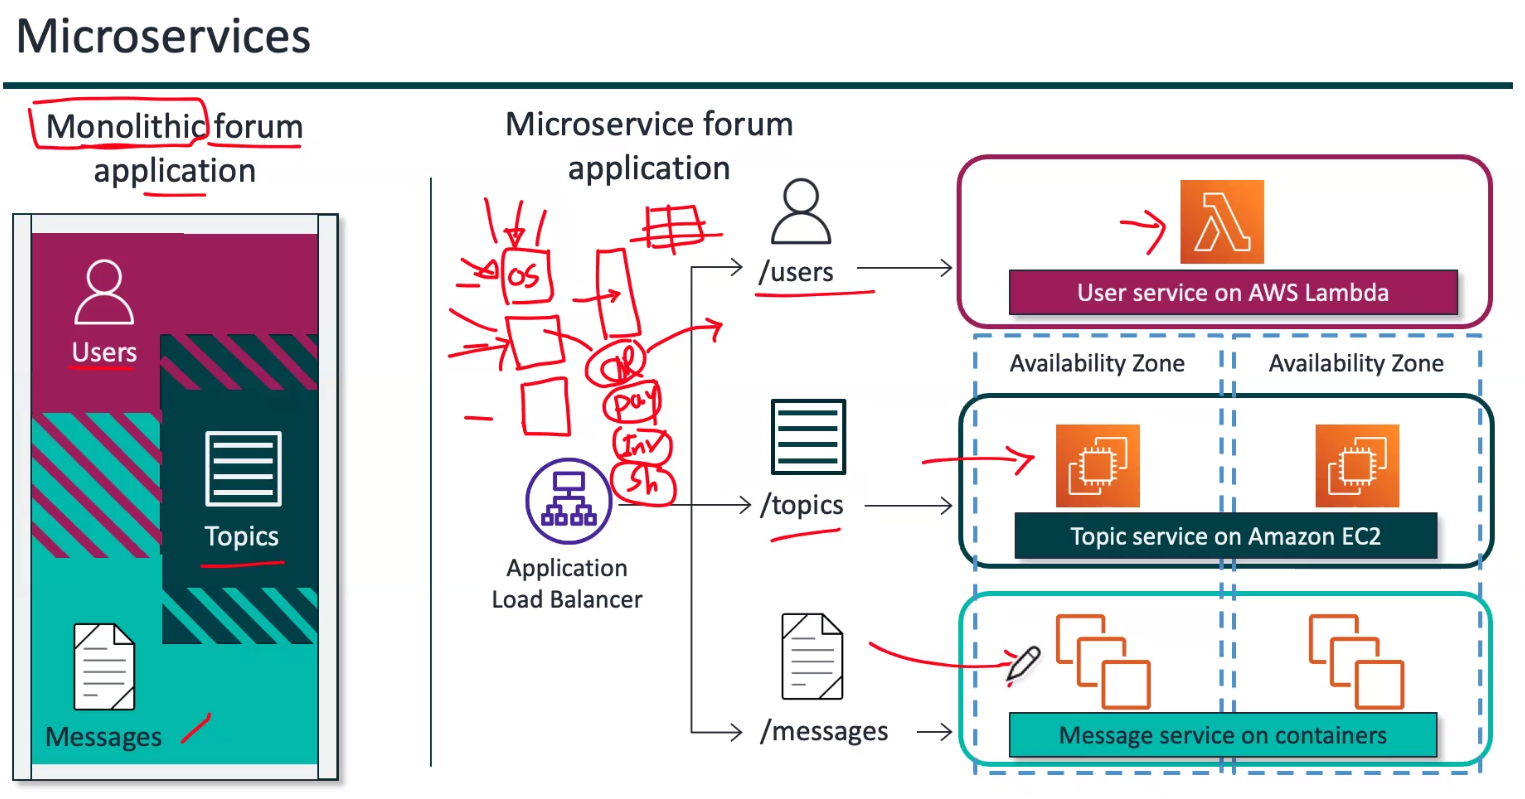 Microservices
Monolithic forum
application
Users
Topics
Messages
Microservice forum
application
OS
pay
Inv
Sh
Application
Load Balancer
/users
/topics
/messages
User service on AWS Lambda
Availability Zone
Availability Zone
Topic service on Amazon EC2
Message service on containers